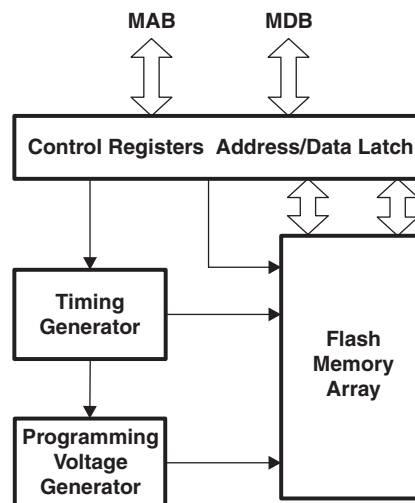 MAB MDB
Control Registers Address/Data Latch
Timing
Generator
Flash
Memory
Array
Programming
Voltage
Generator